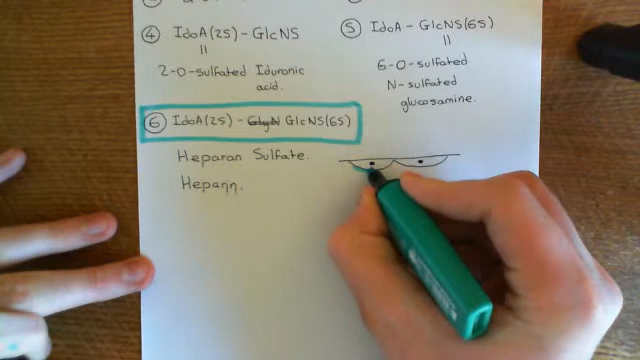 ④ IdoA(2S) - GlcNS
2-O-sulfated Iduronic
acid.
⑤ IdoA - GlcNS(6S)
6-O-sulfated
N-sulfated
glucosamine.
⑥ IdoA(2S) - GlyN GlcNS(6S)
Heparan Sulfate.
Heparin.